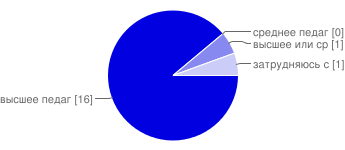 среднее педаг [0]
высшее или ср [1]
затрудняюсь с [1]
высшее педаг [16]